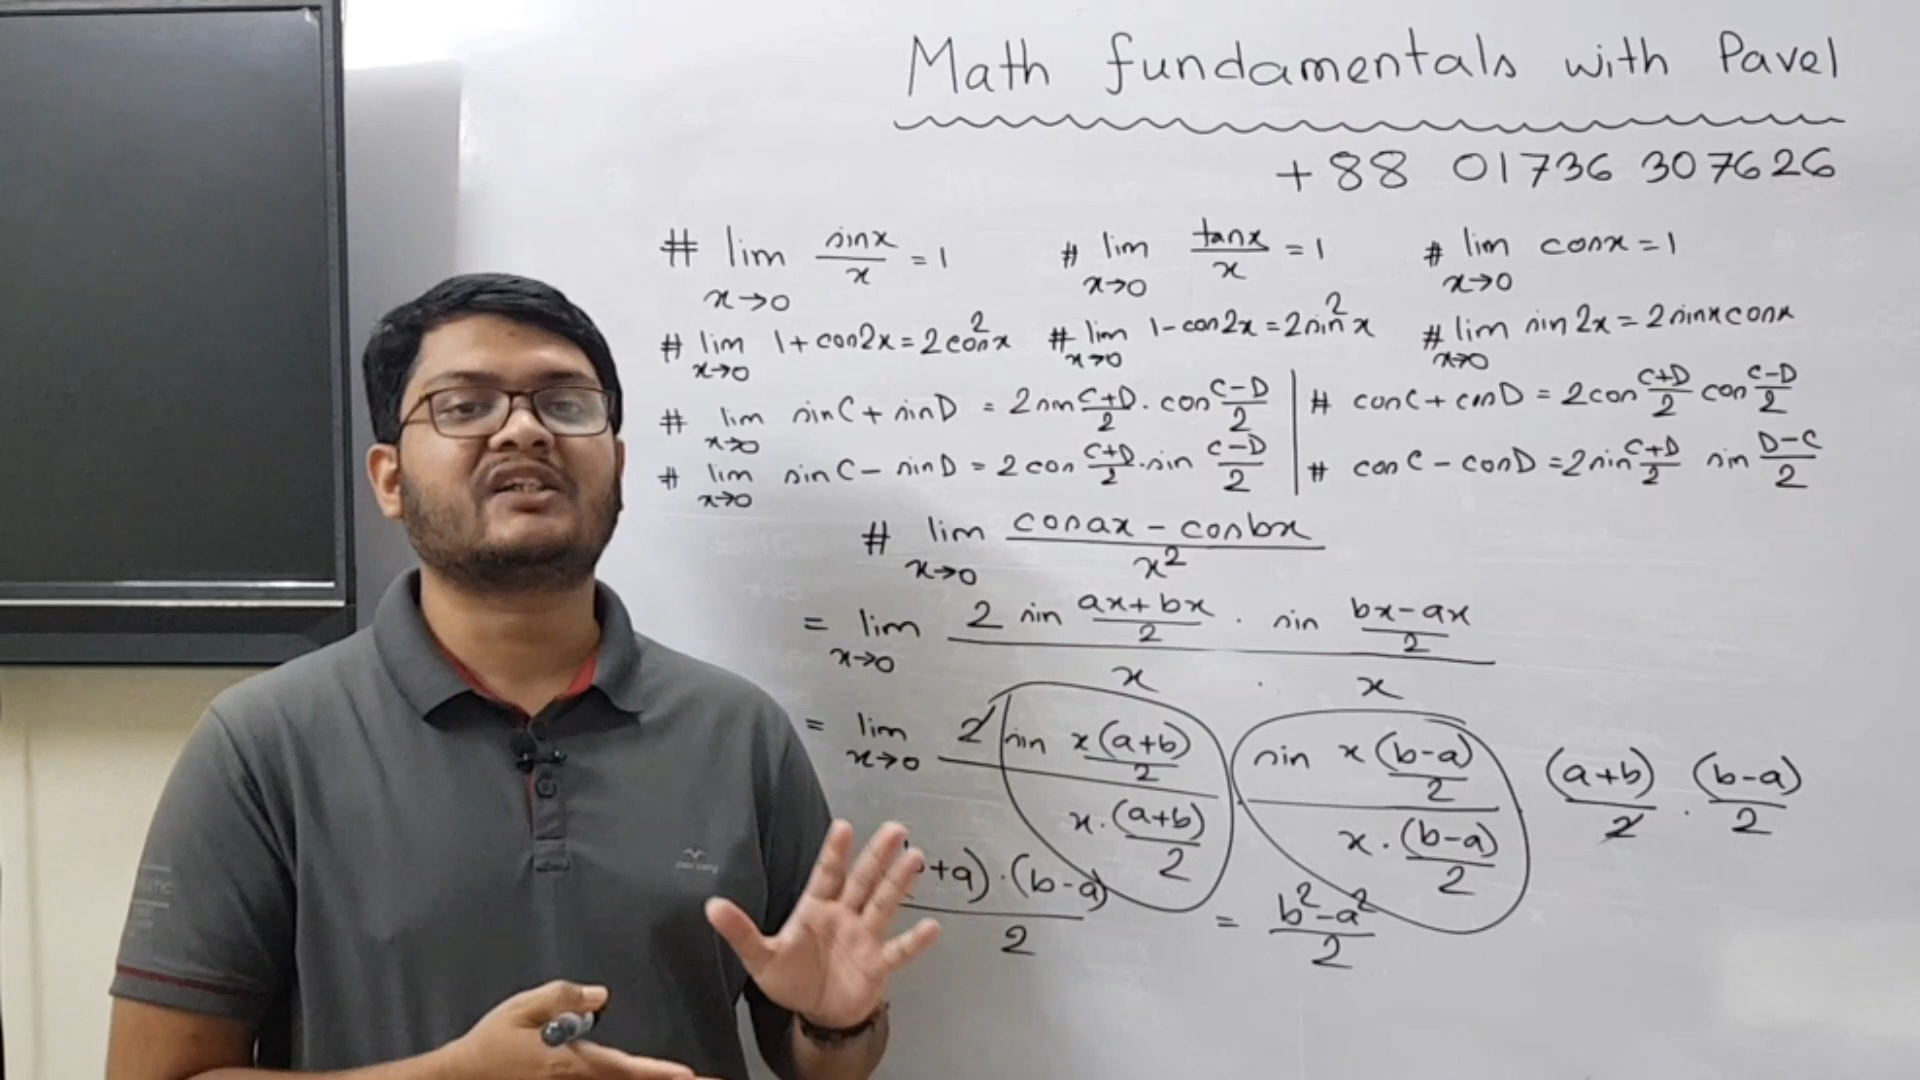 Math fundamentals with Pavel
+88 01736 307626
# lim x→0 sinx/x = 1 # lim x→0 tanx/x = 1 # lim x→0 cosx = 1
# lim x→0 1+cos2x = 2cos²x # lim x→0 1-cos2x = 2sin²x # lim x→0 sin2x = 2sinxcosx
# lim x→0 sinC + sinD = 2sin C+D/2 . cos C-D/2 # cosC + cosD = 2cos C+D/2 cos C-D/2
# lim x→0 sinC - sinD = 2cos C+D/2 . sin C-D/2 # cosC - cosD = 2sin C+D/2 sin D-C/2
# lim x→0 cosax - cosbx / x²
= lim x→0 2 sin ax+bx/2 . sin bx-ax/2 / x . x
= lim x→0 2 sin x(a+b)/2 / x.(a+b)/2 . sin x(b-a)/2 / x.(b-a)/2 . (a+b)/2 . (b-a)/2
+a).(b-a) / 2 = b²-a² / 2